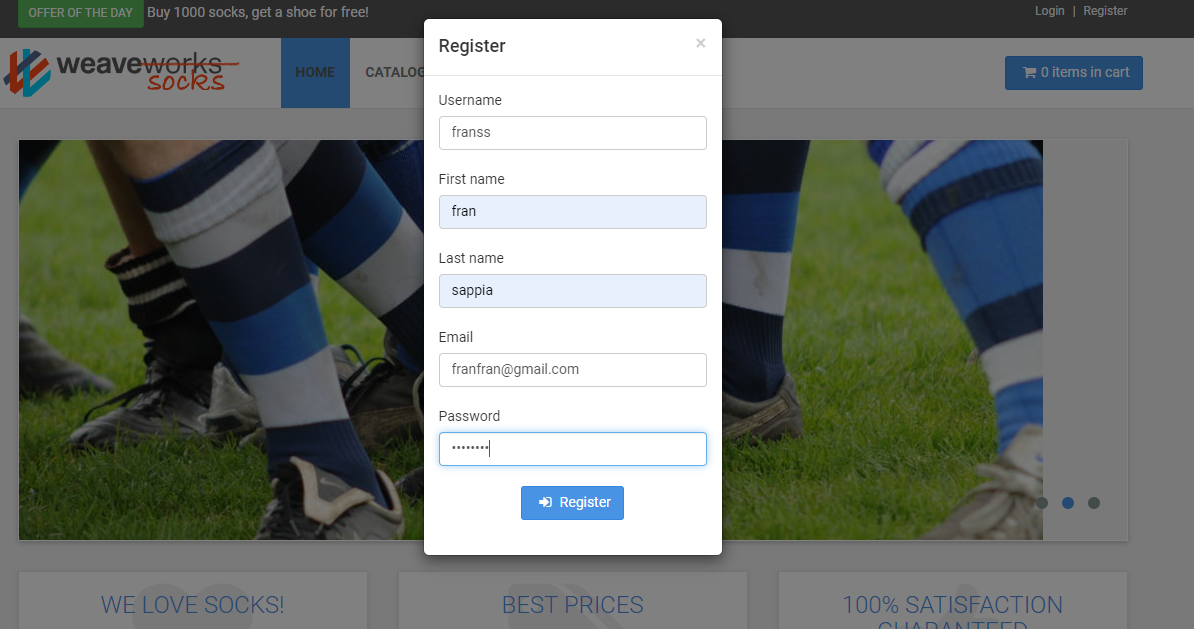 OFFER OF THE DAY Buy 1000 socks, get a shoe for free!
Login | Register
weaveworks
socks
HOME
CATALOG
0 items in cart
Register ×
Username
franss
First name
fran
Last name
sappia
Email
franfran@gmail.com
Password
••••••••
Register
WE LOVE SOCKS!
BEST PRICES
100% SATISFACTION
GUARANTEED